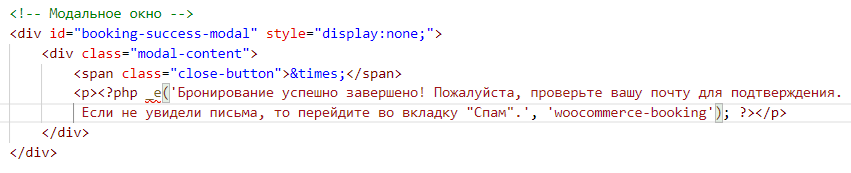 <!-- Модальное окно -->
<div id="booking-success-modal" style="display:none;">
<div class="modal-content">
<span class="close-button">&times;</span>
<p><?php _e('Бронирование успешно завершено! Пожалуйста, проверьте вашу почту для подтверждения.
Если не увидели письма, то перейдите во вкладку "Спам".', 'woocommerce-booking'); ?></p>
</div>
</div>